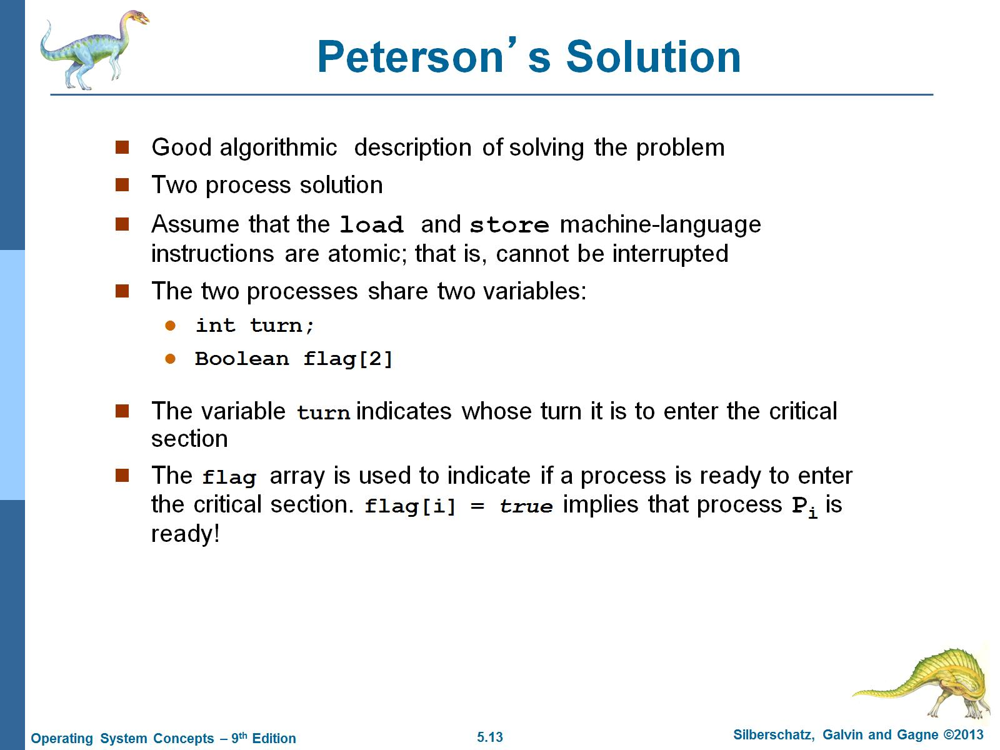 Peterson’s Solution
Good algorithmic description of solving the problem
Two process solution
Assume that the load and store machine-language
instructions are atomic; that is, cannot be interrupted
The two processes share two variables:
int turn;
Boolean flag[2]
The variable turn indicates whose turn it is to enter the critical
section
The flag array is used to indicate if a process is ready to enter
the critical section. flag[i] = true implies that process Pi is
ready!
Operating System Concepts – 9th Edition
5.13
Silberschatz, Galvin and Gagne ©2013